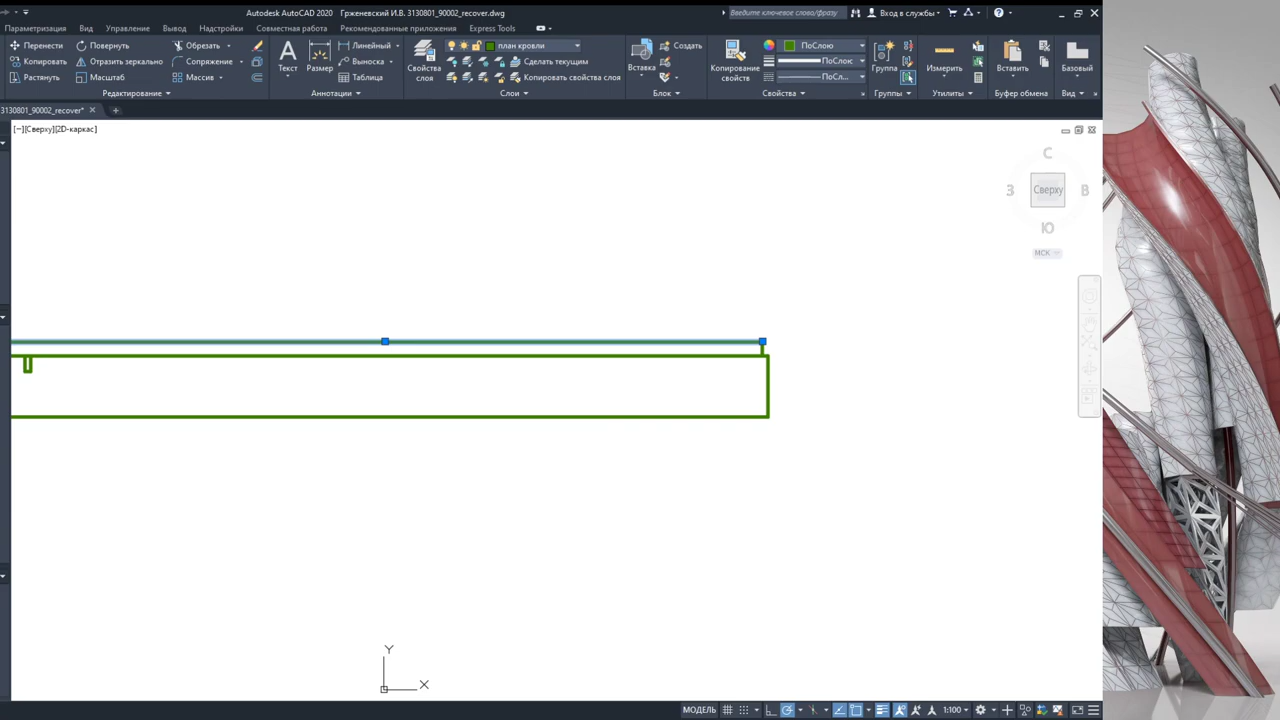 Autodesk AutoCAD 2020 Грженевский И.В. 3130801_90002_recover.dwg
Введите ключевое слово/фразу
Вход в службы
Параметризация Вид Управление Вывод Надстройки Совместная работа Рекомендованные приложения Express Tools
Перенести Повернуть Обрезать
Копировать Отразить зеркально Сопряжение
Растянуть Масштаб Массив
Редактирование
Текст
Размер
Линейный
Выноска
Таблица
Аннотации
Свойства
слоя
план кровли
Сделать текущим
Копировать свойства слоя
Слои
Вставка
Создать
Блок
Копирование
свойств
ПоСлою
ПоСлою
ПоСл...
Свойства
Группа
Группы
Измерить
Утилиты
Вставить
Буфер обмена
Базовый
Вид
3130801_90002_recover*
[−][Сверху][2D-каркас]
С
З Сверху В
Ю
МСК
Y
X
МОДЕЛЬ
1:100